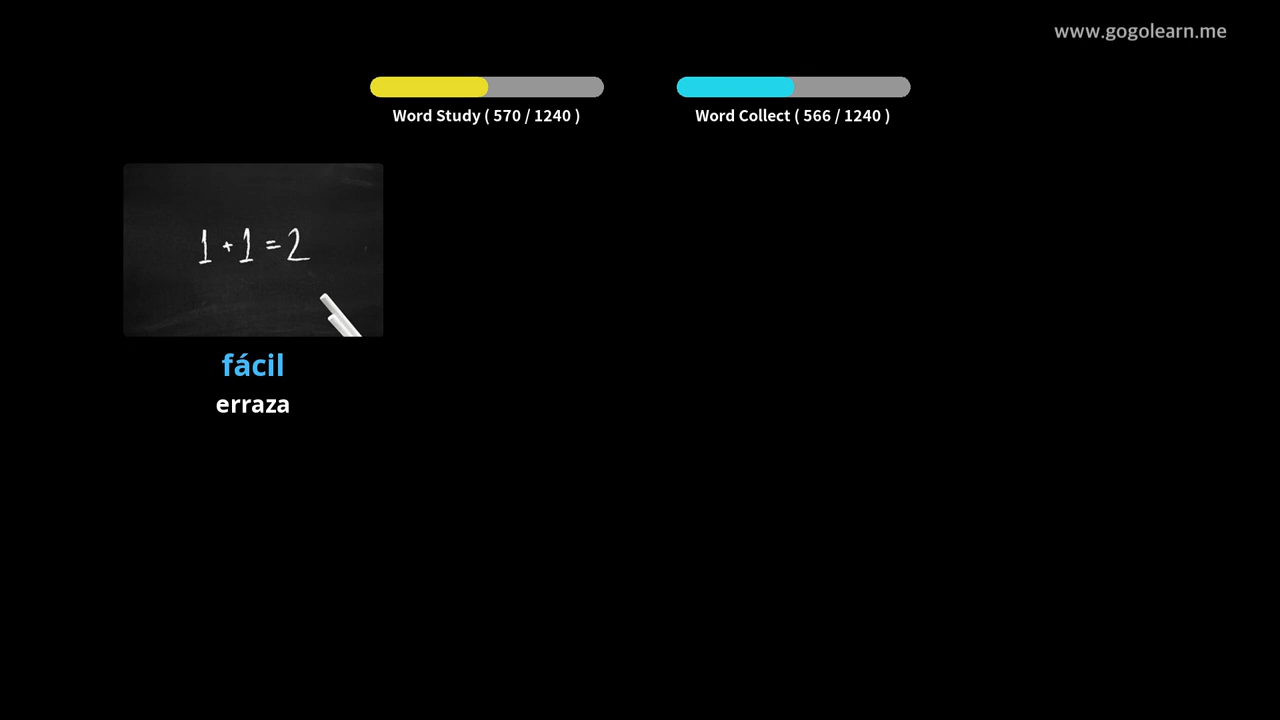 www.gogolearn.me
Word Study ( 570 / 1240 )
Word Collect ( 566 / 1240 )
1 + 1 = 2
fácil
erraza